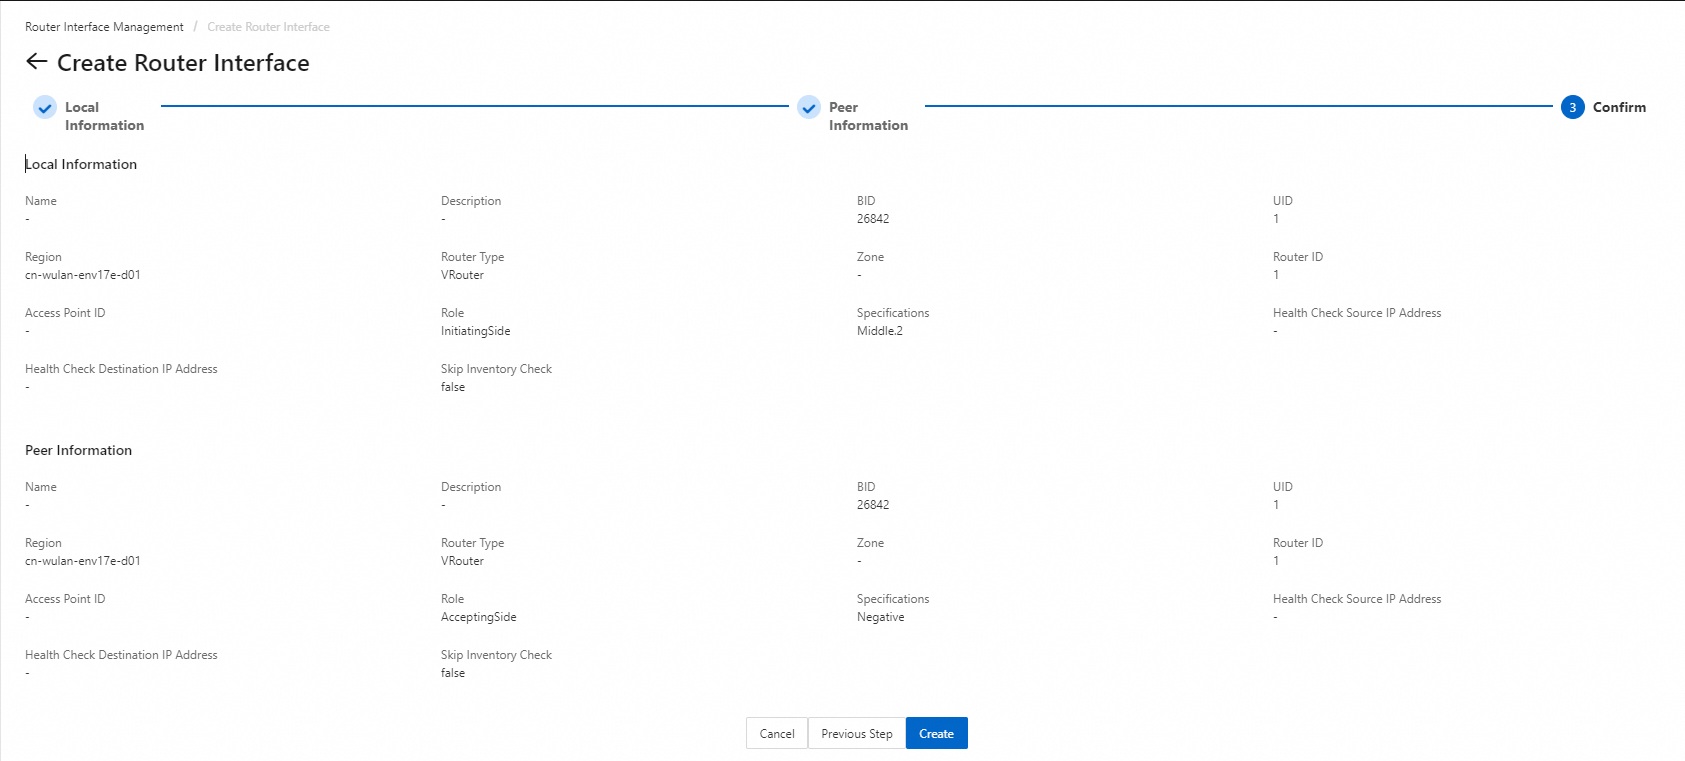 Router Interface Management / Create Router Interface
Create Router Interface
Local Information
Peer Information
3 Confirm
Local Information
Name Description BID UID
- - 26842 1
Region Router Type Zone Router ID
cn-wulan-env17e-d01 VRouter - 1
Access Point ID Role Specifications Health Check Source IP Address
- InitiatingSide Middle.2 -
Health Check Destination IP Address Skip Inventory Check
- false
Peer Information
Name Description BID UID
- - 26842 1
Region Router Type Zone Router ID
cn-wulan-env17e-d01 VRouter - 1
Access Point ID Role Specifications Health Check Source IP Address
- AcceptingSide Negative -
Health Check Destination IP Address Skip Inventory Check
- false
Cancel Previous Step Create